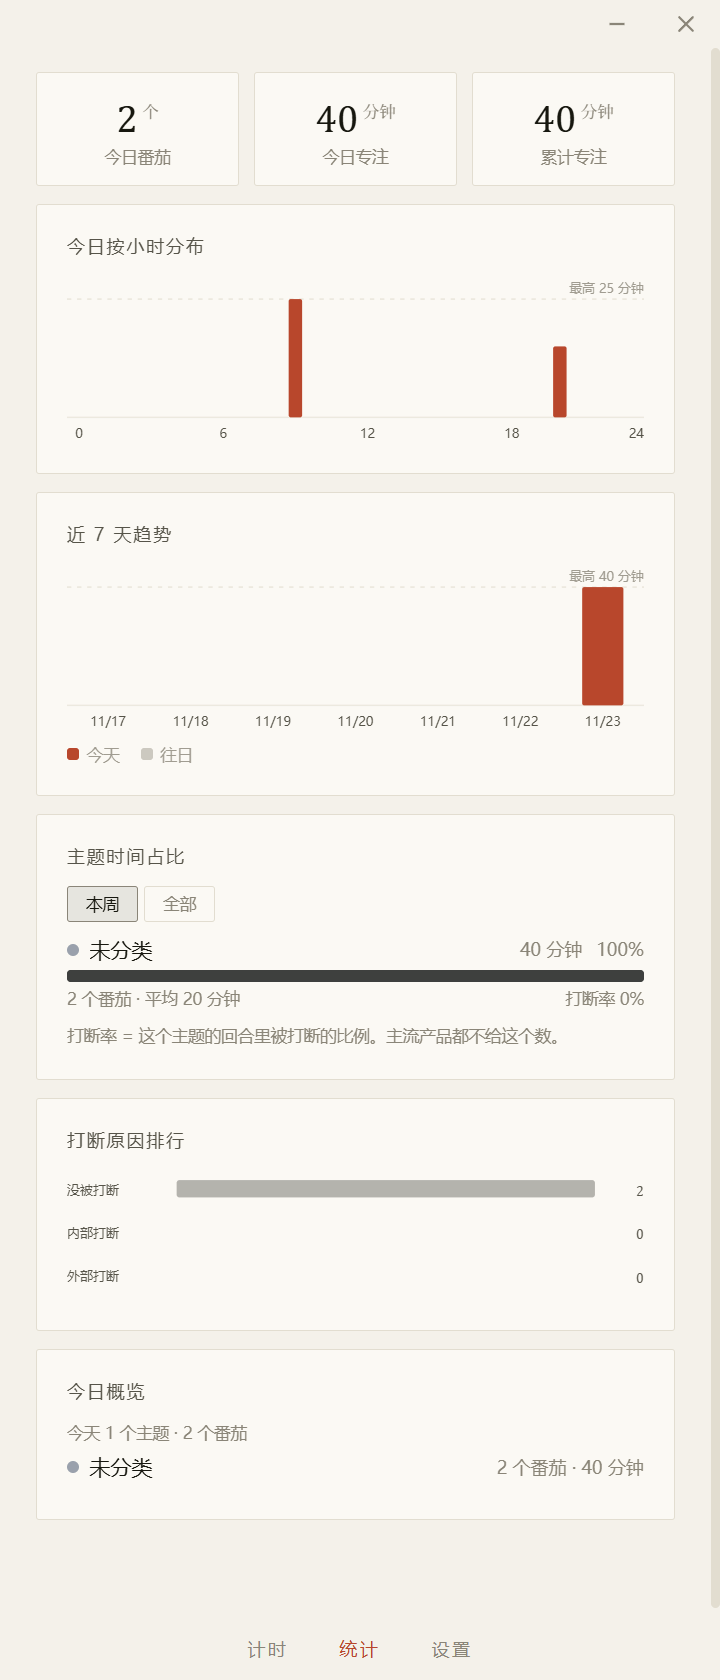 2 个
今日番茄
40 分钟
今日专注
40 分钟
累计专注
今日按小时分布
最高 25 分钟
0 6 12 18 24
近 7 天趋势
最高 40 分钟
11/17 11/18 11/19 11/20 11/21 11/22 11/23
今天 往日
主题时间占比
本周 全部
未分类 40 分钟 100%
2 个番茄 · 平均 20 分钟 打断率 0%
打断率 = 这个主题的回合里被打断的比例。主流产品都不给这个数。
打断原因排行
没被打断 2
内部打断 0
外部打断 0
今日概览
今天 1 个主题 · 2 个番茄
未分类 2 个番茄 · 40 分钟
计时 统计 设置